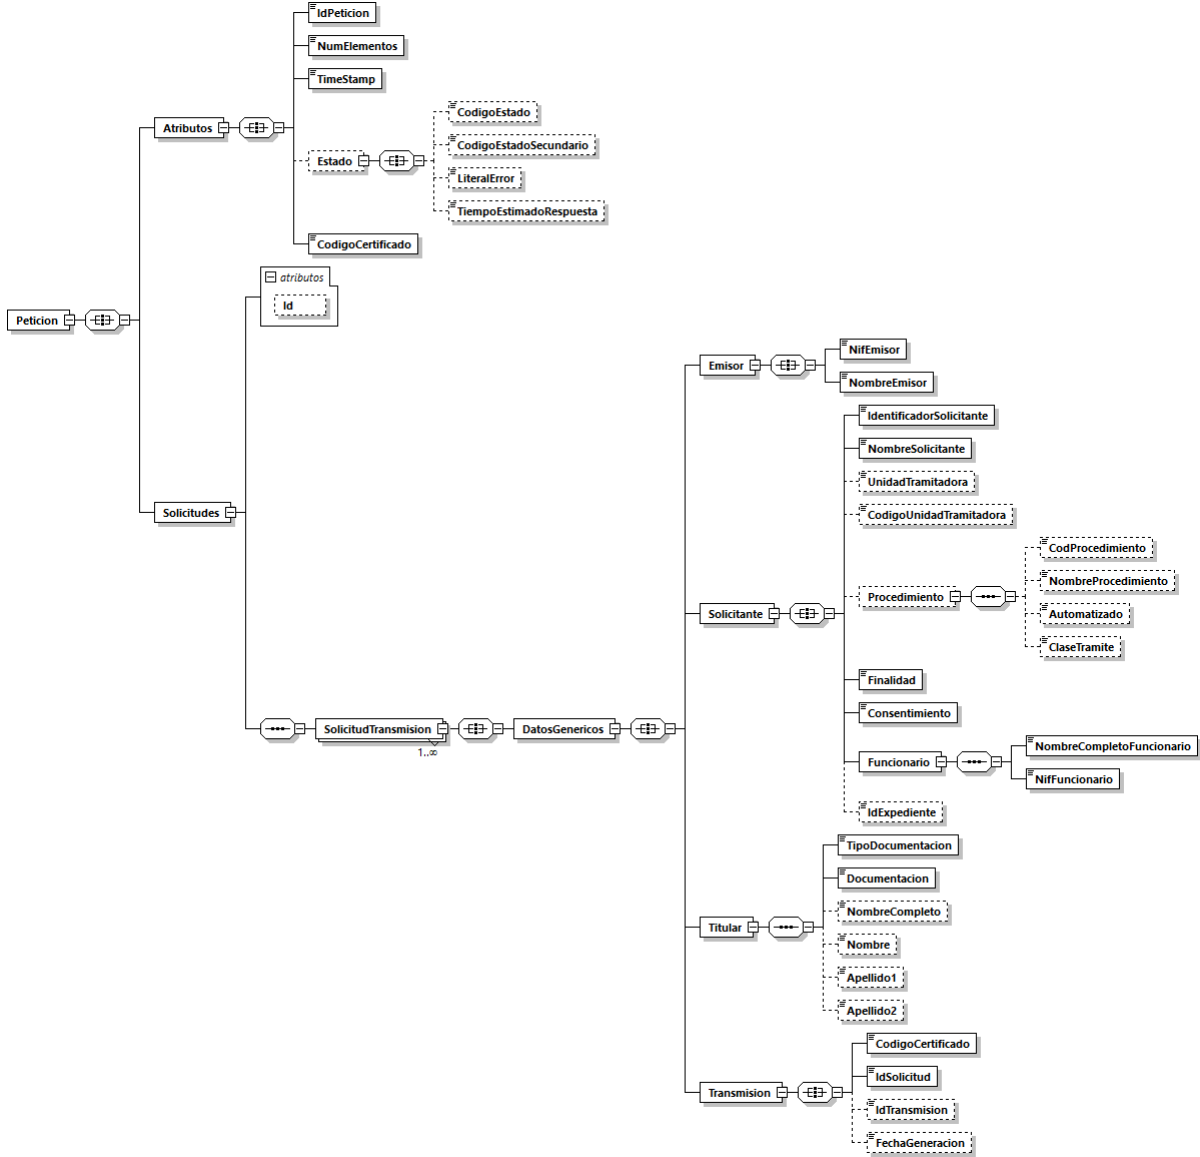 IdPeticion
NumElementos
TimeStamp
Atributos
CodigoEstado
CodigoEstadoSecundario
Estado
LiteralError
TiempoEstimadoRespuesta
CodigoCertificado
atributos
Id
Peticion
Solicitudes
NifEmisor
Emisor
NombreEmisor
IdentificadorSolicitante
NombreSolicitante
UnidadTramitadora
CodigoUnidadTramitadora
CodProcedimiento
NombreProcedimiento
Procedimiento
Automatizado
ClaseTramite
Solicitante
Finalidad
Consentimiento
SolicitudTransmision
1..∞
DatosGenericos
NombreCompletoFuncionario
Funcionario
NifFuncionario
IdExpediente
TipoDocumentacion
Documentacion
NombreCompleto
Titular
Nombre
Apellido1
Apellido2
CodigoCertificado
IdSolicitud
Transmision
IdTransmision
FechaGeneracion